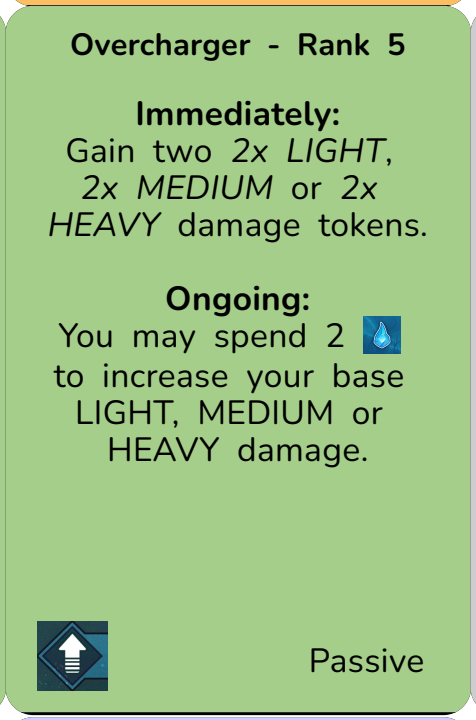 Overcharger - Rank 5
Immediately:
Gain two 2x LIGHT,
2x MEDIUM or 2x
HEAVY damage tokens.
Ongoing:
You may spend 2
to increase your base
LIGHT, MEDIUM or
HEAVY damage.
Passive